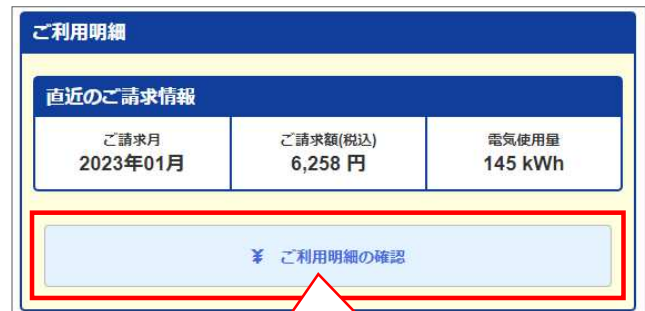 ご利用明細
直近のご請求情報
ご請求月
2023年01月
ご請求額(税込)
6,258 円
電気使用量
145 kWh
¥ ご利用明細の確認